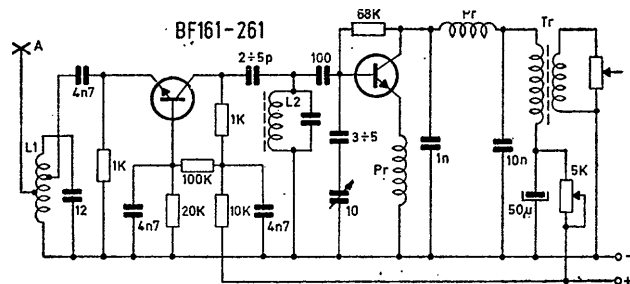 BF161-261
A
4n7
2÷5p
100
68K
Pr
Tr
L1
1K
1K
L2
3÷5
Pr
1n
10n
12
100K
4n7
20K
10K
4n7
10
50µ
5K
-
+